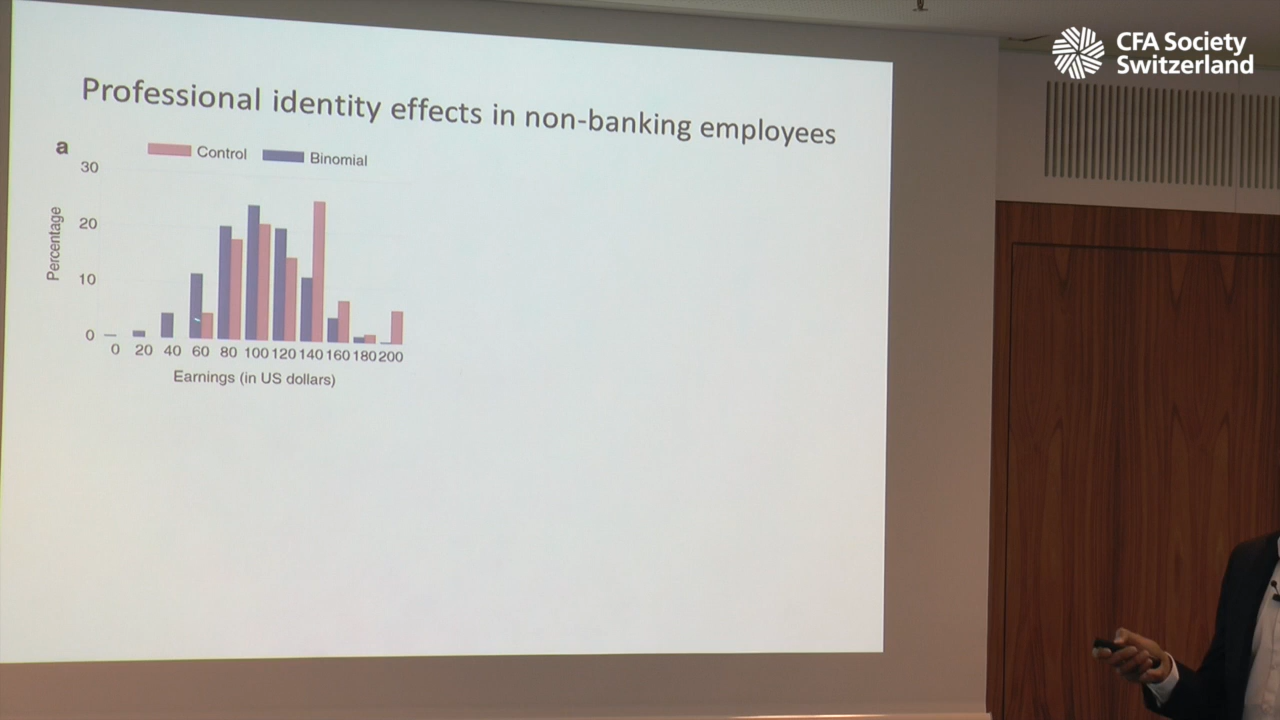 CFA Society
Switzerland
Professional identity effects in non-banking employees
a
Control
Binomial
Percentage
30
20
10
0
0 20 40 60 80 100 120 140 160 180 200
Earnings (in US dollars)